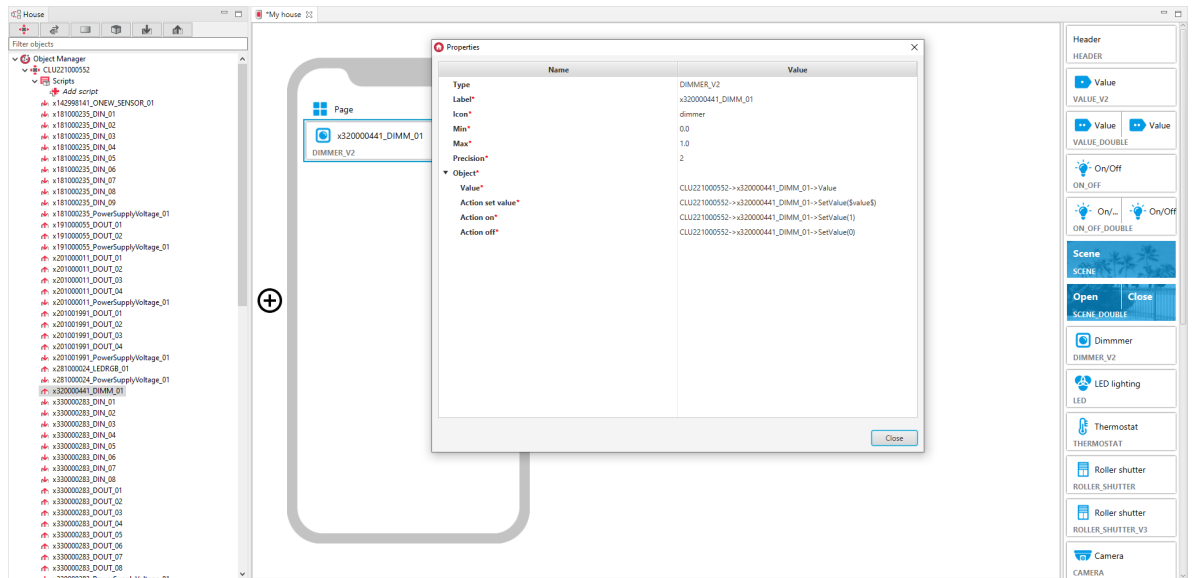 House
*My house
Filter objects
Object Manager
CLU221000552
Scripts
Add script
x142998141_ONEW_SENSOR_01
x181000235_DIN_01
x181000235_DIN_02
x181000235_DIN_03
x181000235_DIN_04
x181000235_DIN_05
x181000235_DIN_06
x181000235_DIN_07
x181000235_DIN_08
x181000235_DIN_09
x181000235_PowerSupplyVoltage_01
x191000055_DOUT_01
x191000055_DOUT_02
x191000055_PowerSupplyVoltage_01
x201000011_DOUT_01
x201000011_DOUT_02
x201000011_DOUT_03
x201000011_DOUT_04
x201000011_PowerSupplyVoltage_01
x201001991_DOUT_01
x201001991_DOUT_02
x201001991_DOUT_03
x201001991_DOUT_04
x201001991_PowerSupplyVoltage_01
x281000024_LEDRGB_01
x281000024_PowerSupplyVoltage_01
x320000441_DIMM_01
x330000283_DIN_01
x330000283_DIN_02
x330000283_DIN_03
x330000283_DIN_04
x330000283_DIN_05
x330000283_DIN_06
x330000283_DIN_07
x330000283_DIN_08
x330000283_DOUT_01
x330000283_DOUT_02
x330000283_DOUT_03
x330000283_DOUT_04
x330000283_DOUT_05
x330000283_DOUT_06
x330000283_DOUT_07
x330000283_DOUT_08
Page
x320000441_DIMM_01
DIMMER_V2
Properties
Name Value
Type DIMMER_V2
Label* x320000441_DIMM_01
Icon* dimmer
Min* 0.0
Max* 1.0
Precision* 2
Object*
Value* CLU221000552->x320000441_DIMM_01->Value
Action set value* CLU221000552->x320000441_DIMM_01->SetValue($value$)
Action on* CLU221000552->x320000441_DIMM_01->SetValue(1)
Action off* CLU221000552->x320000441_DIMM_01->SetValue(0)
Close
Header
HEADER
Value
VALUE_V2
Value Value
VALUE_DOUBLE
On/Off
ON_OFF
On/... On/Off
ON_OFF_DOUBLE
Scene
SCENE
Open Close
SCENE_DOUBLE
Dimmmer
DIMMER_V2
LED lighting
LED
Thermostat
THERMOSTAT
Roller shutter
ROLLER_SHUTTER
Roller shutter
ROLLER_SHUTTER_V3
Camera
CAMERA